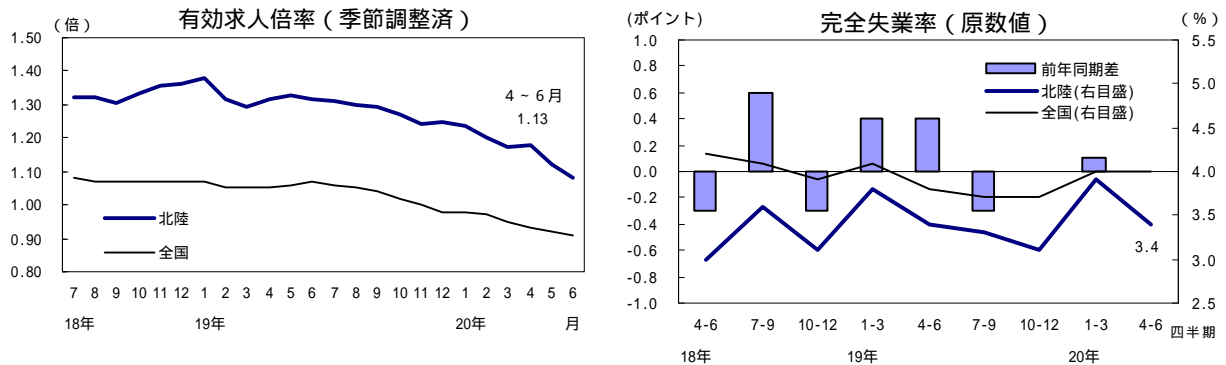 有効求人倍率（季節調整済）
（倍）
1.50
1.40
1.30
1.20
1.10
1.00
0.90
0.80
4～6月
1.13
北陸
全国
7 8 9 10 11 12 1 2 3 4 5 6 7 8 9 10 11 12 1 2 3 4 5 6
18年 19年 20年 月
完全失業率（原数値）
(ポイント) (％)
1.0
0.8
0.6
0.4
0.2
0.0
-0.2
-0.4
-0.6
-0.8
-1.0
前年同期差
北陸(右目盛)
全国(右目盛)
3.4
5.5
5.0
4.5
4.0
3.5
3.0
2.5
4-6 7-9 10-12 1-3 4-6 7-9 10-12 1-3 4-6 四半期
18年 19年 20年